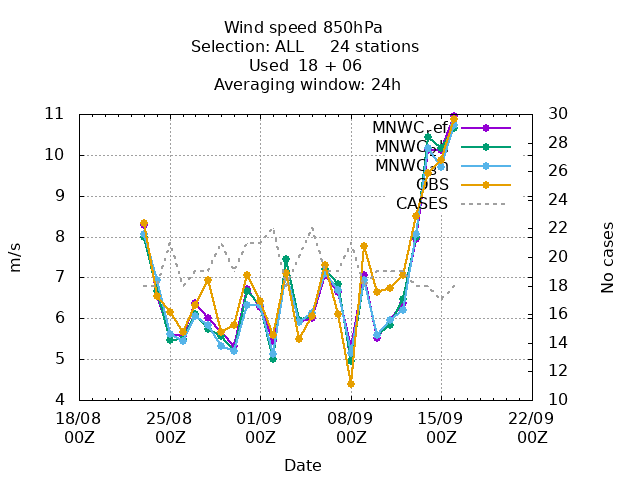 Wind speed 850hPa
Selection: ALL 24 stations
Used 18 + 06
Averaging window: 24h
m/s
11
10
9
8
7
6
5
4
30
28
26
24
22
20
18
16
14
12
10
No cases
OBS
CASES
18/08 25/08 01/09 08/09 15/09 22/09
00Z 00Z 00Z 00Z 00Z 00Z
Date